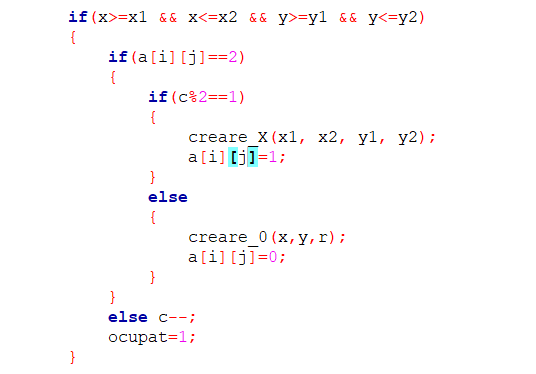 if(x>=x1 && x<=x2 && y>=y1 && y<=y2)
{
if(a[i][j]==2)
{
if(c%2==1)
{
creare_X(x1, x2, y1, y2);
a[i][j]=1;
}
else
{
creare_0(x,y,r);
a[i][j]=0;
}
}
else c--;
ocupat=1;
}